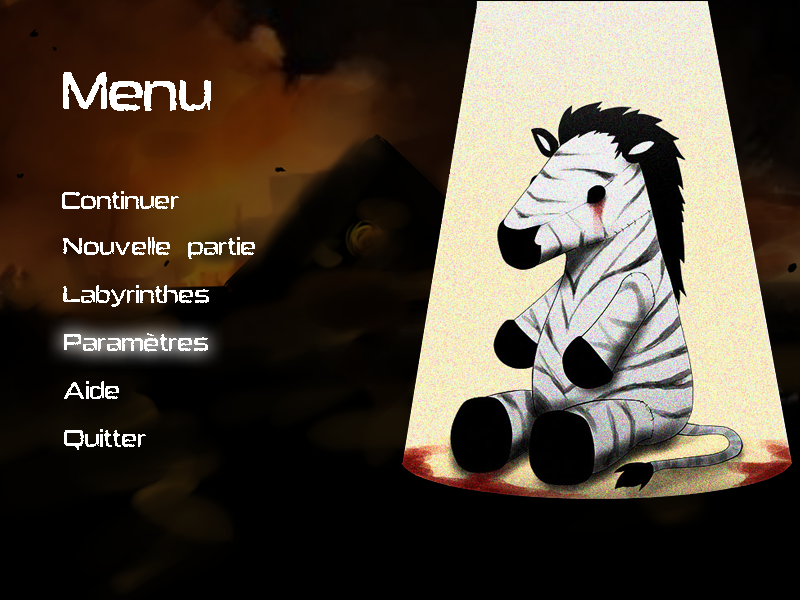 Menu
Continuer
Nouvelle partie
Labyrinthes
Paramètres
Aide
Quitter